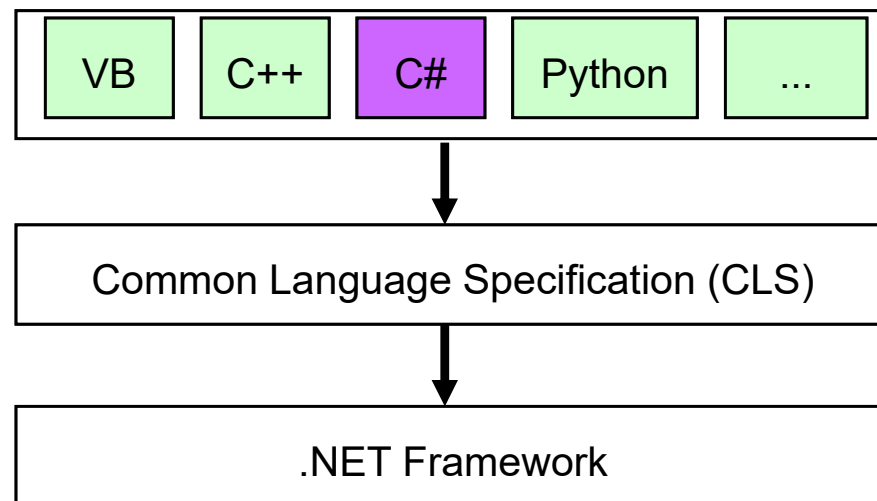 VB C++ C# Python ...
Common Language Specification (CLS)
.NET Framework